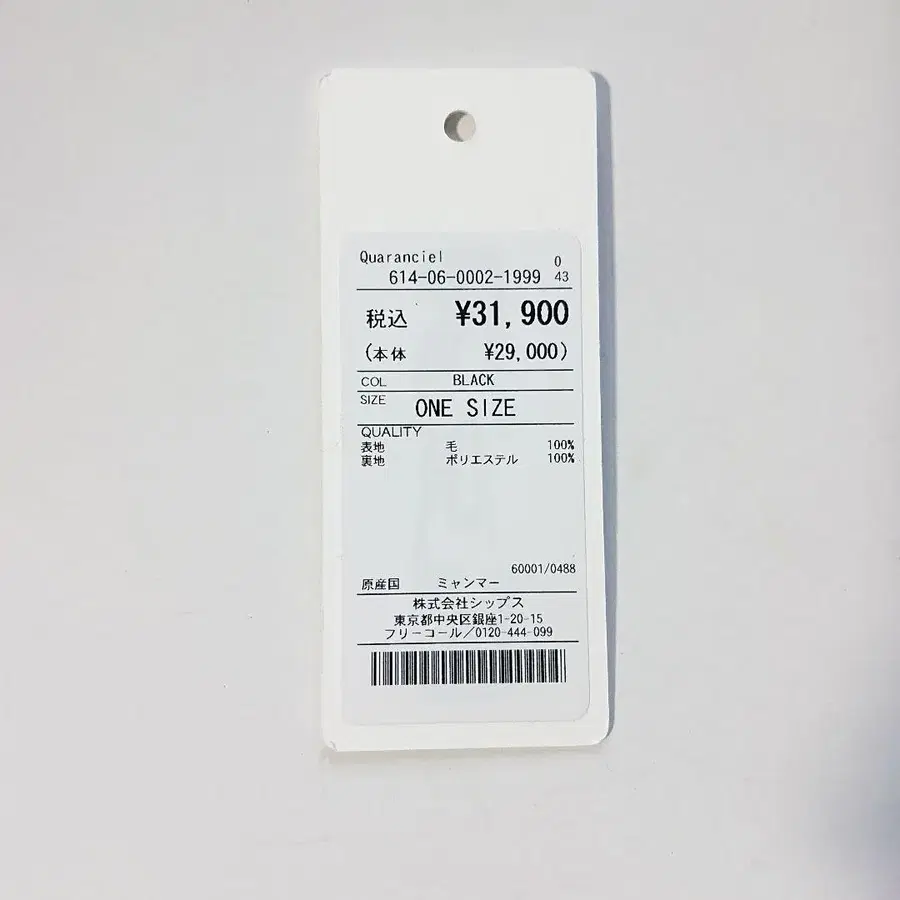 Quaranciel 0
614-06-0002-1999 43
税込 ¥31,900
(本体 ¥29,000)
COL BLACK
SIZE ONE SIZE
QUALITY
表地 毛 100%
裏地 ポリエステル 100%
60001/0488
原産国 ミャンマー
株式会社シップス
東京都中央区銀座1-20-15
フリーコール/0120-444-099